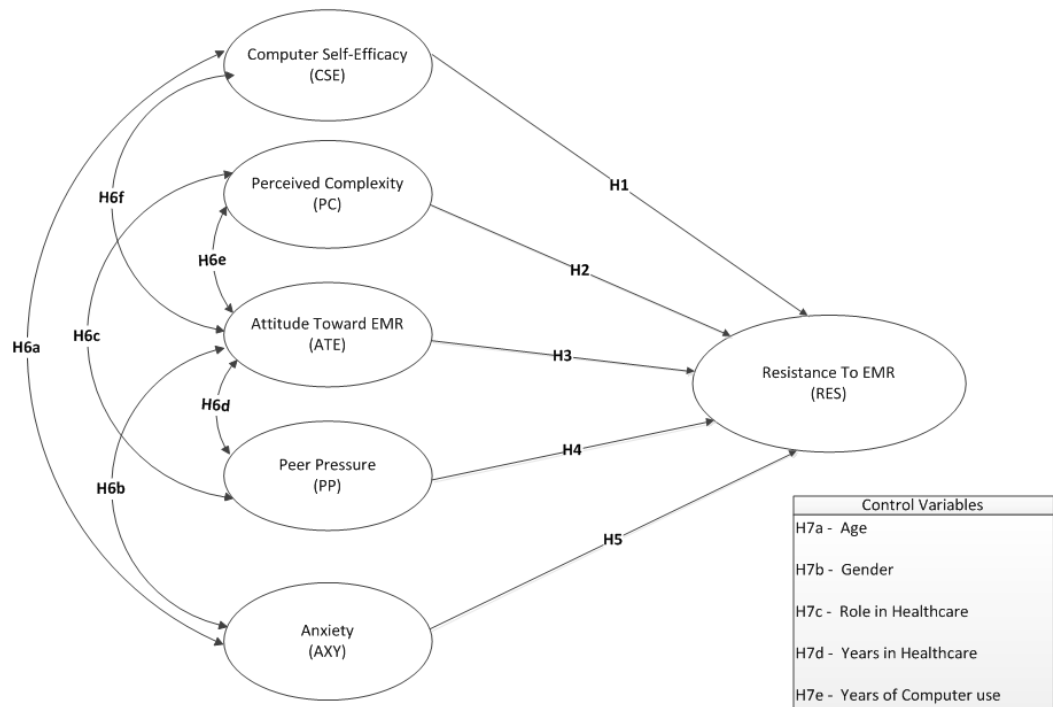 Computer Self-Efficacy
(CSE)
H1
H6f
Perceived Complexity
(PC)
H6e
H2
H6a
H6c
Attitude Toward EMR
(ATE)
H3
Resistance To EMR
(RES)
H6d
H6b
Peer Pressure
(PP)
H4
H5
Anxiety
(AXY)
Control Variables
H7a - Age
H7b - Gender
H7c - Role in Healthcare
H7d - Years in Healthcare
H7e - Years of Computer use